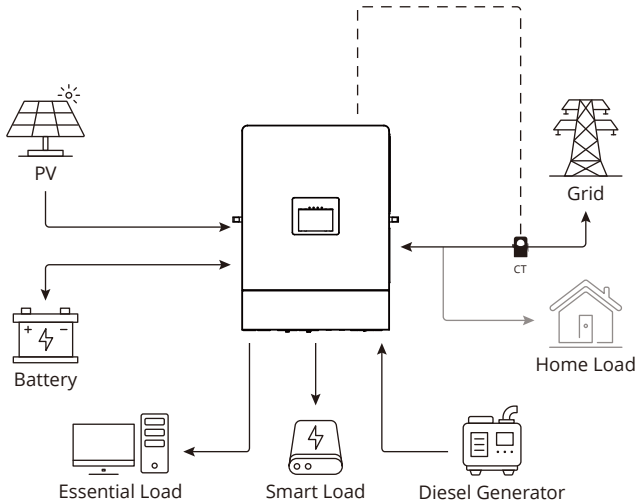 PV
Grid
CT
Home Load
Battery
Essential Load
Smart Load
Diesel Generator